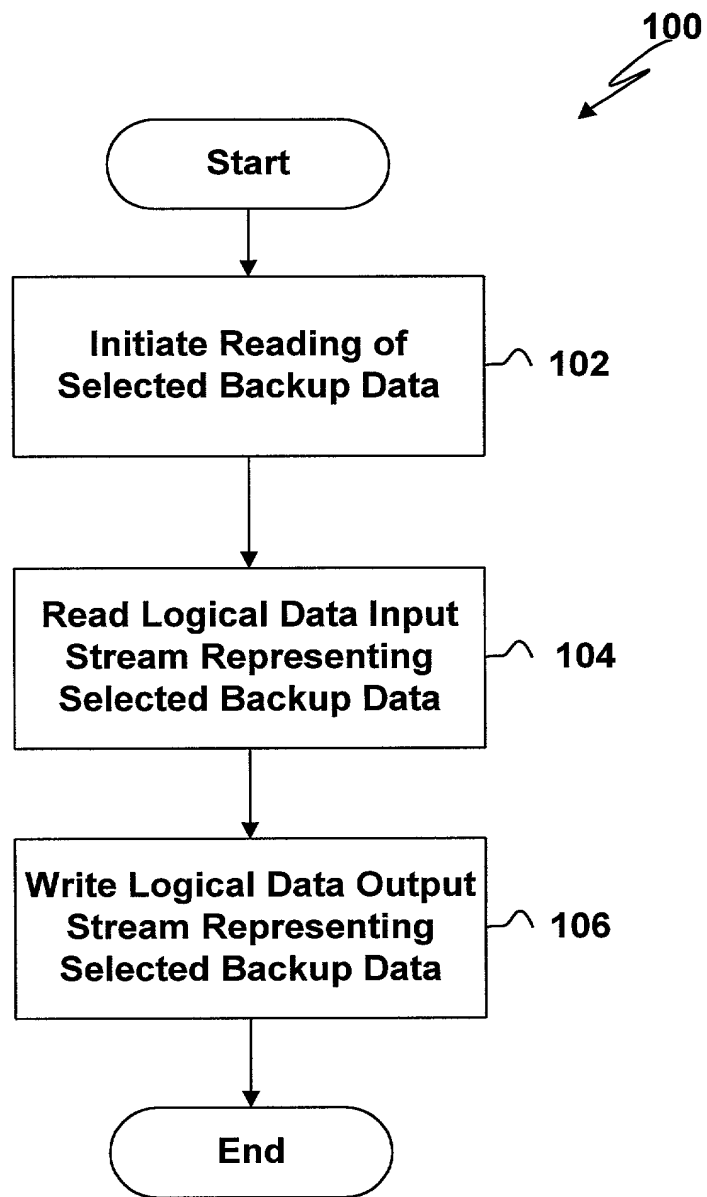 100
Start
Initiate Reading of
Selected Backup Data
102
Read Logical Data Input
Stream Representing
Selected Backup Data
104
Write Logical Data Output
Stream Representing
Selected Backup Data
106
End